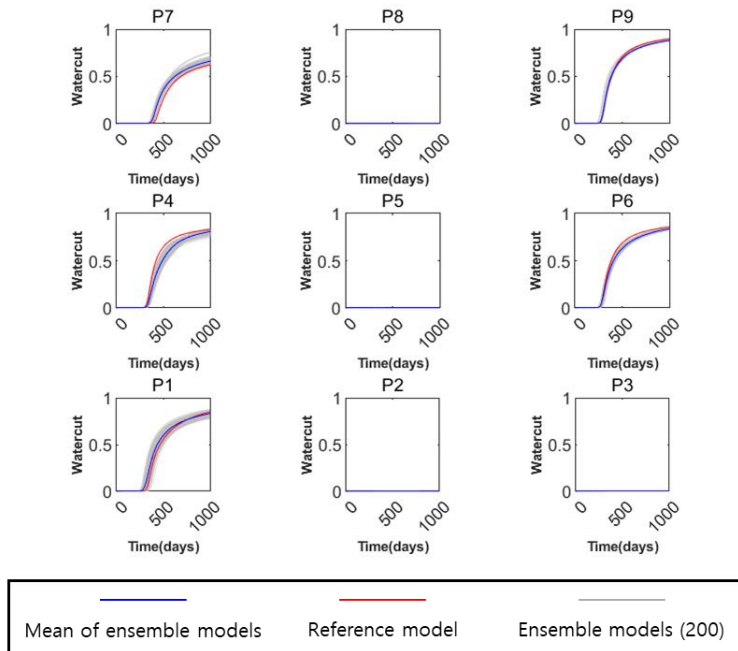 P7
Watercut
1
0.5
0
0
500
1000
Time(days)
P8
Watercut
1
0.5
0
0
500
1000
Time(days)
P9
Watercut
1
0.5
0
0
500
1000
Time(days)
P4
Watercut
1
0.5
0
0
500
1000
Time(days)
P5
Watercut
1
0.5
0
0
500
1000
Time(days)
P6
Watercut
1
0.5
0
0
500
1000
Time(days)
P1
Watercut
1
0.5
0
0
500
1000
Time(days)
P2
Watercut
1
0.5
0
0
500
1000
Time(days)
P3
Watercut
1
0.5
0
0
500
1000
Time(days)
Mean of ensemble models
Reference model
Ensemble models (200)